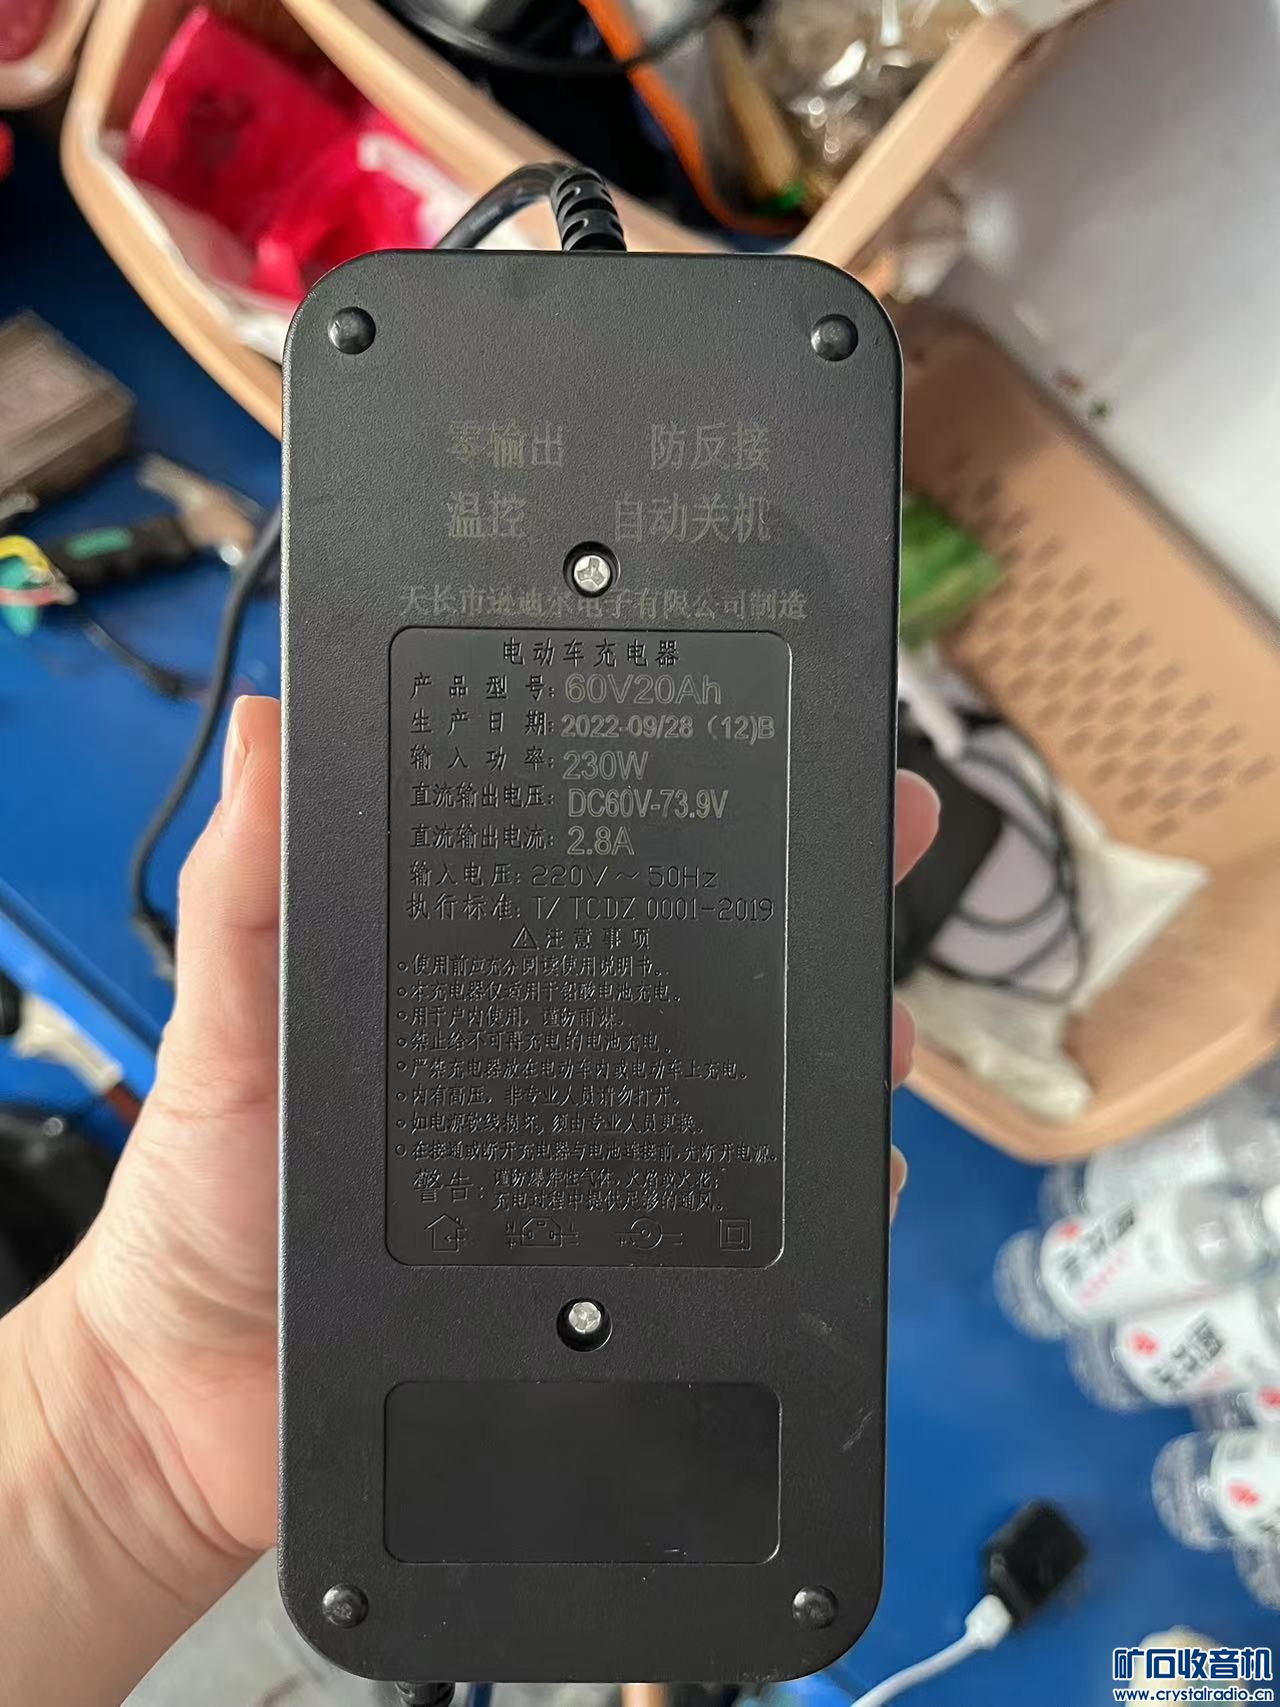 零输出 防反接
温控 自动关机
天长市 迪尔电子有限公司制造
电动车充电器
产品型号:60V20Ah
生产日期:2022-09/28(12)B
输入功率:230W
直流输出电压:DC60V-73.9V
直流输出电流:2.8A
输入电压:220V~50Hz
执行标准:T/TCDZ 0001-2019
⚠注意事项
○使用前应充分阅读使用说明书。
○本充电器仅适用于铅酸电池充电。
○用于户内使用,谨防雨淋。
○禁止给不可再充电的电池充电。
○严禁充电器放在电动车内或电动车上充电。
○内有高压,非专业人员请勿打开。
○如电源软线损坏,须由专业人员更换。
○在接通或断开充电器与电池连接前,先断开电源。
警告:谨防爆炸性气体,火焰或火花;
充电过程中提供足够的通风。
N L
矿石收音机
www.crystalradio.cn